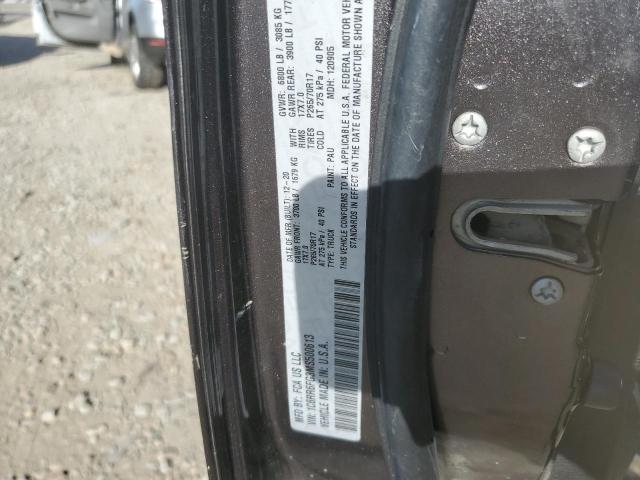 MFD BY: FCA US LLC
DATE OF MFR (BUILT): 12-20
GVWR: 6800 LB / 3085 KG
GAWR FRONT: 3700 LB / 1679 KG
WITH
GAWR REAR: 3900 LB / 177
17X7.0
RIMS
17X7.0
P265/70R17
TIRES
P265/70R17
AT 275 kPa / 40 PSI
COLD
AT 275 kPa / 40 PSI
THIS VEHICLE CONFORMS TO ALL APPLICABLE U.S.A. FEDERAL MOTOR VEH
STANDARDS IN EFFECT ON THE DATE OF MANUFACTURE SHOWN A
VIN:
VEHICLE MADE IN: U.S.A.
TYPE: TRUCK
PAINT: PAU
MDH: 120905